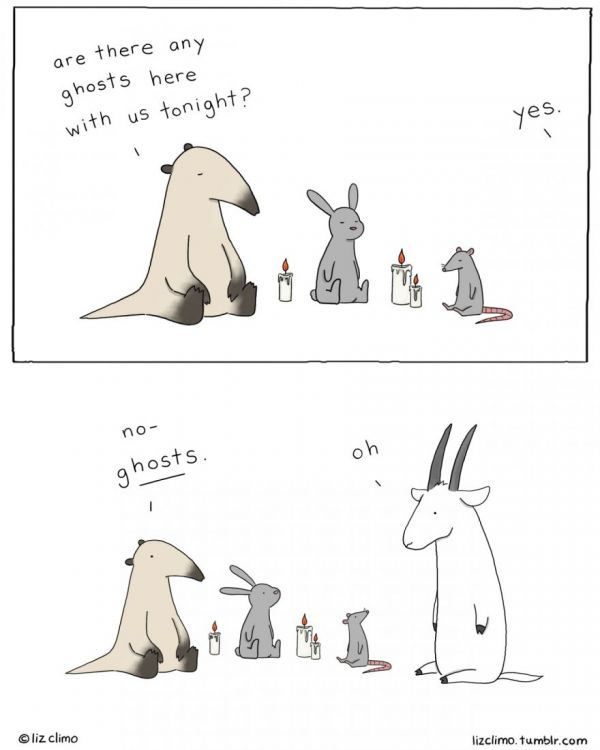 are there any
ghosts here
with us tonight?
yes.
no-
ghosts.
oh
© liz climo
lizclimo.tumblr.com